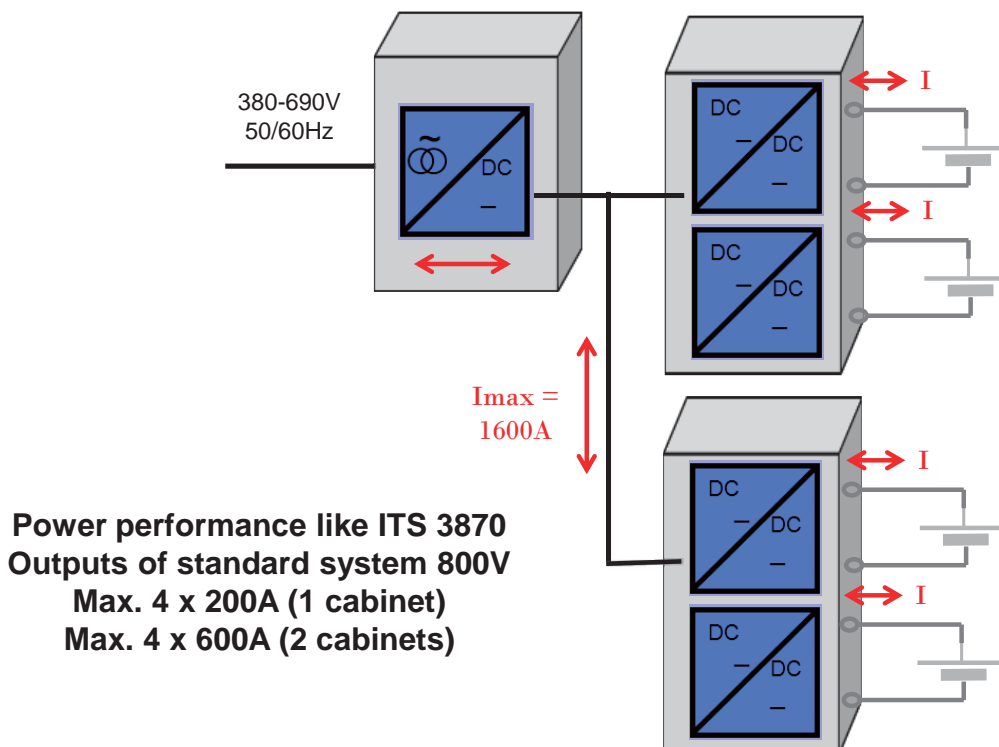 380-690V
50/60Hz
~
DC
–
DC
–
DC
–
I
I
DC
–
DC
–
Imax =
1600A
DC
–
DC
–
I
I
DC
–
DC
–
Power performance like ITS 3870
Outputs of standard system 800V
Max. 4 x 200A (1 cabinet)
Max. 4 x 600A (2 cabinets)